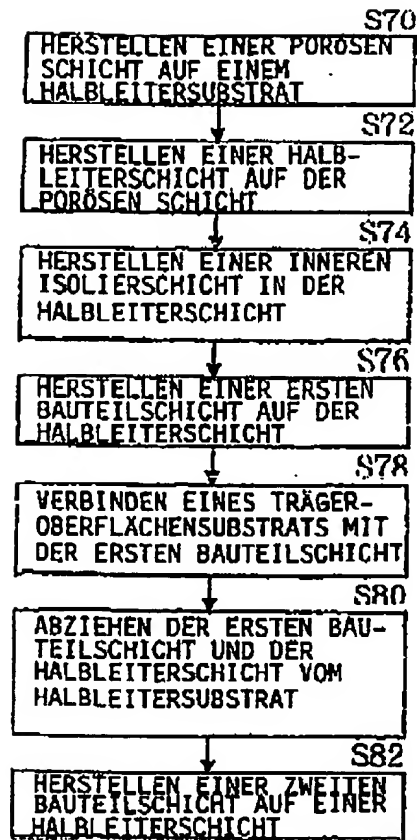 S70
HERSTELLEN EINER PORÖSEN
SCHICHT AUF EINEM
HALBLEITERSUBSTRAT
S72
HERSTELLEN EINER HALB-
LEITERSCHICHT AUF DER
PORÖSEN SCHICHT
S74
HERSTELLEN EINER INNEREN
ISOLIERSCHICHT IN DER
HALBLEITERSCHICHT
S76
HERSTELLEN EINER ERSTEN
BAUTEILSCHICHT AUF DER
HALBLEITERSCHICHT
S78
VERBINDEN EINES TRÄGER-
OBERFLÄCHENSUBSTRATS MIT
DER ERSTEN BAUTEILSCHICHT
S80
ABZIEHEN DER ERSTEN BAU-
TEILSCHICHT UND DER
HALBLEITERSCHICHT VOM
HALBLEITERSUBSTRAT
S82
HERSTELLEN EINER ZWEITEN
BAUTEILSCHICHT AUF EINER
HALBLEITERSCHICHT